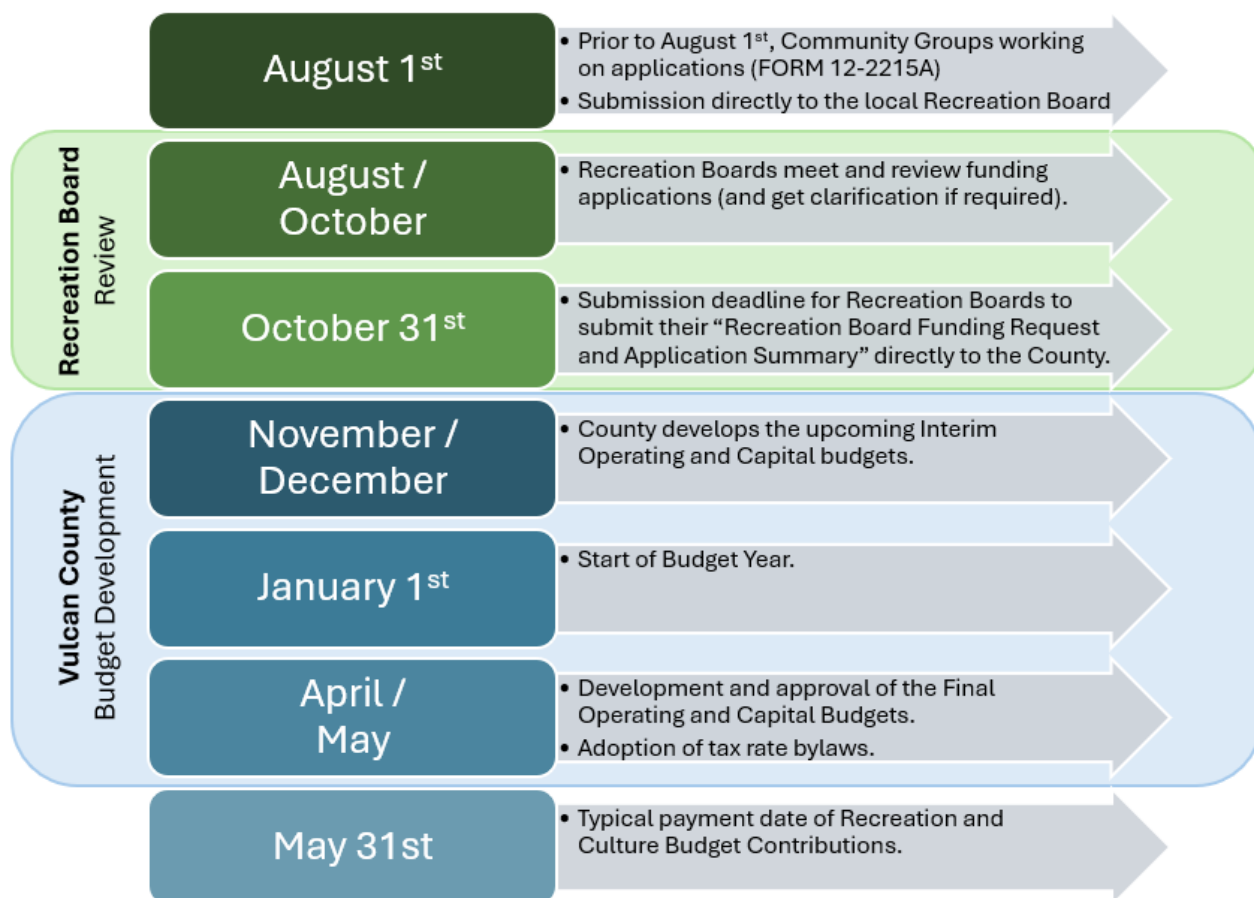 August 1st
• Prior to August 1st, Community Groups working
on applications (FORM 12-2215A)
• Submission directly to the local Recreation Board
Recreation Board
Review
August /
October
• Recreation Boards meet and review funding
applications (and get clarification if required).
October 31st
• Submission deadline for Recreation Boards to
submit their “Recreation Board Funding Request
and Application Summary” directly to the County.
Vulcan County
Budget Development
November /
December
• County develops the upcoming Interim
Operating and Capital budgets.
January 1st
• Start of Budget Year.
April /
May
• Development and approval of the Final
Operating and Capital Budgets.
• Adoption of tax rate bylaws.
May 31st
• Typical payment date of Recreation and
Culture Budget Contributions.